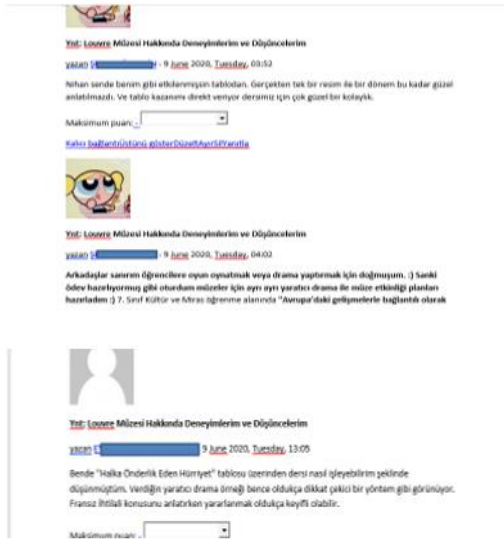 Ynt: Louvre Müzesi Hakkında Deneyimlerim ve Düşüncelerim
yazan - 9 June 2020, Tuesday, 03:52
Nihan sende benim gibi etkilenmişsin tablodan. Gerçekten tek bir resim ile bir dönem bu kadar güzel
anlatılmazdı. Ve tablo kazanımı direkt veriyor dersimiz için çok güzel bir kolaylık.
Maksimum puan: -
Kalıcı bağlantıÜstünü gösterDüzeltAyırSilYanıtla
Ynt: Louvre Müzesi Hakkında Deneyimlerim ve Düşüncelerim
yazan - 9 June 2020, Tuesday, 04:02
Arkadaşlar sanırım öğrencilere oyun oynatmak veya drama yaptırmak için doğmuşum. :) Sanki
ödev hazırlıyormuş gibi oturdum müzeler için ayrı ayrı yaratıcı drama ile müze etkinliği planları
hazırladım :) 7. Sınıf Kültür ve Miras öğrenme alanında "Avrupa'daki gelişmelerle bağlantılı olarak
Ynt: Louvre Müzesi Hakkında Deneyimlerim ve Düşüncelerim
yazan 9 June 2020, Tuesday, 13:05
Bende "Halka Önderlik Eden Hürriyet" tablosu üzerinden dersi nasıl işleyebilirim şeklinde
düşünmüştüm. Verdiğin yaratıcı drama örneği bence oldukça dikkat çekici bir yöntem gibi görünüyor.
Fransız İhtilali konusunu anlatırken yararlanmak oldukça keyifli olabilir.
Maksimum puan: -